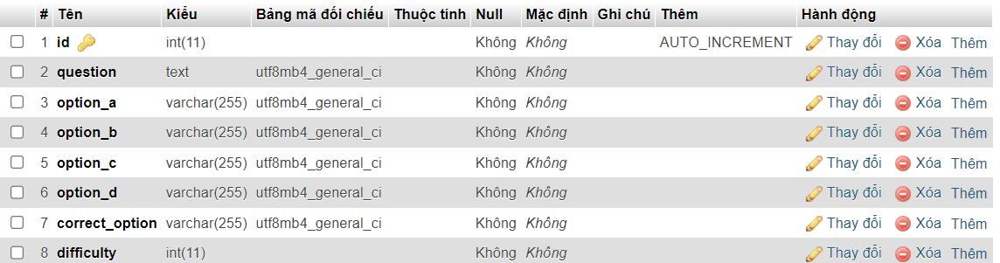 # Tên Kiểu Bảng mã đối chiếu Thuộc tính Null Mặc định Ghi chú Thêm Hành động
1 id int(11) Không Không AUTO_INCREMENT Thay đổi Xóa Thêm
2 question text utf8mb4_general_ci Không Không Thay đổi Xóa Thêm
3 option_a varchar(255) utf8mb4_general_ci Không Không Thay đổi Xóa Thêm
4 option_b varchar(255) utf8mb4_general_ci Không Không Thay đổi Xóa Thêm
5 option_c varchar(255) utf8mb4_general_ci Không Không Thay đổi Xóa Thêm
6 option_d varchar(255) utf8mb4_general_ci Không Không Thay đổi Xóa Thêm
7 correct_option varchar(255) utf8mb4_general_ci Không Không Thay đổi Xóa Thêm
8 difficulty int(11) Không Không Thay đổi Xóa Thêm